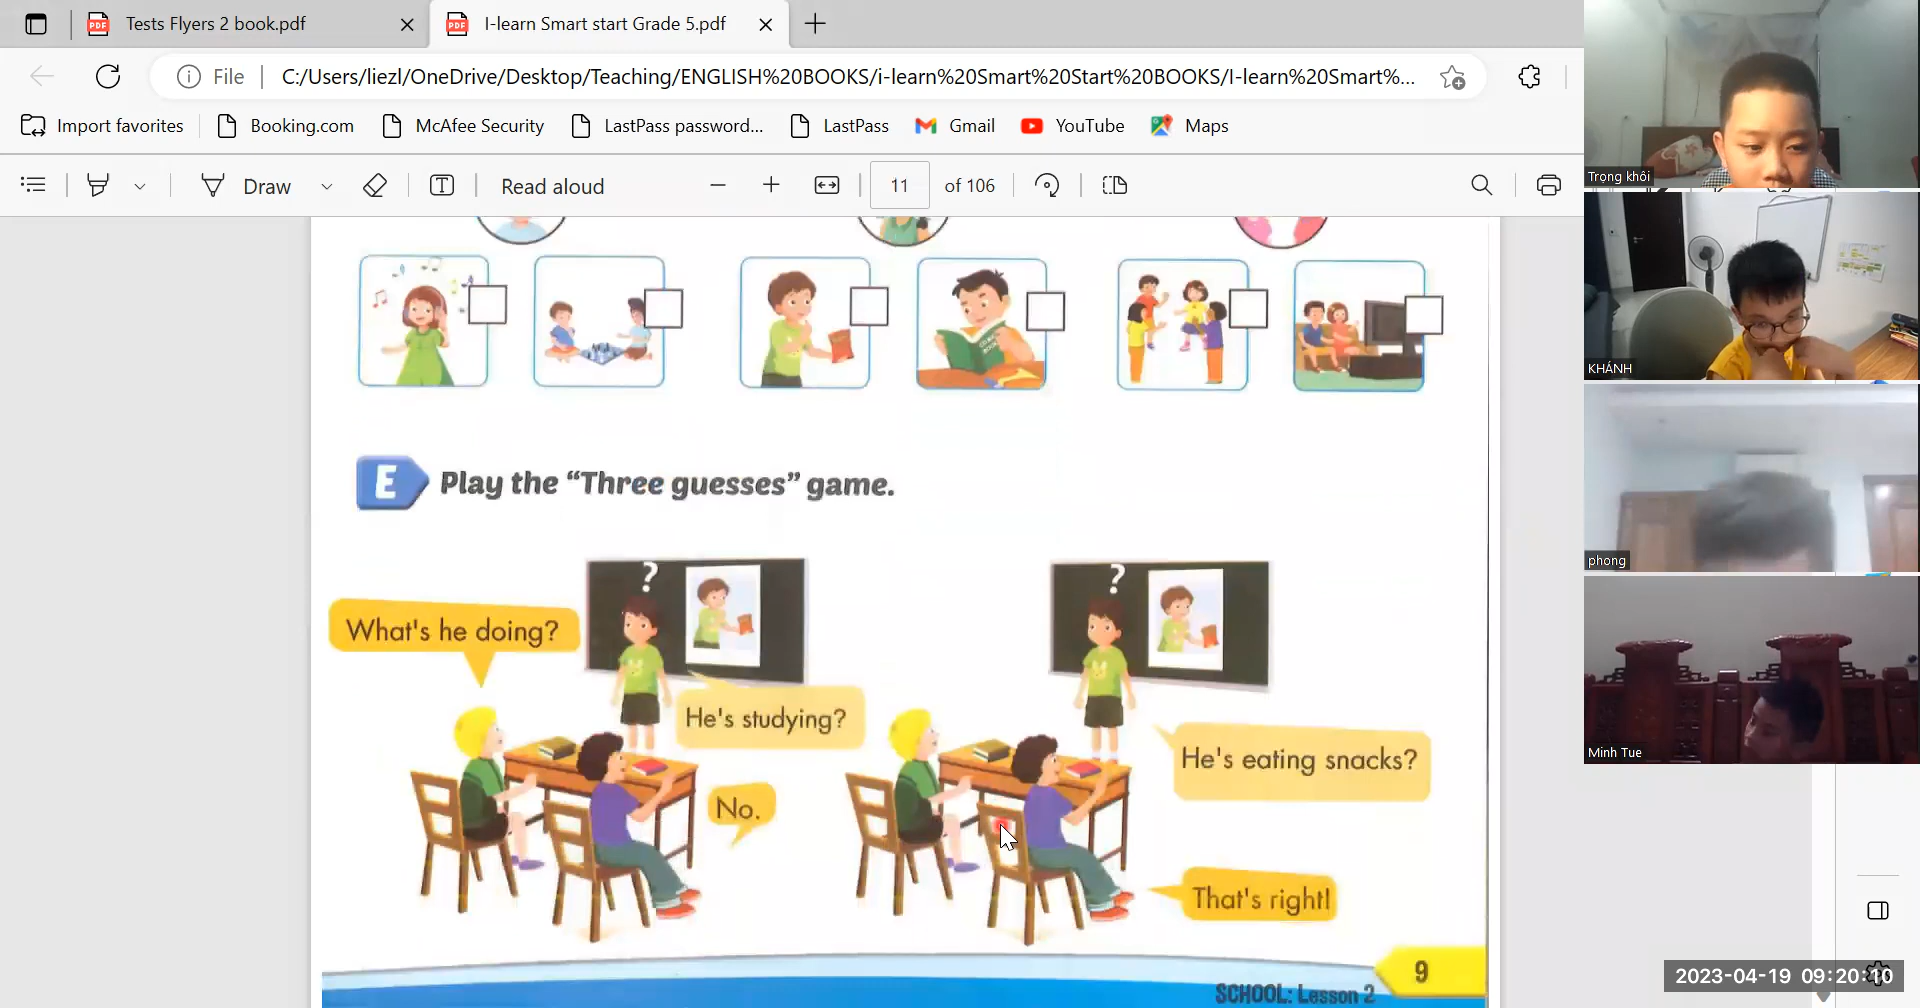 Tests Flyers 2 book.pdf
I-learn Smart start Grade 5.pdf
File
C:/Users/liezl/OneDrive/Desktop/Teaching/ENGLISH%20BOOKS/i-learn%20Smart%20Start%20BOOKS/I-learn%20Smart%...
Import favorites
Booking.com
McAfee Security
LastPass password...
LastPass
Gmail
YouTube
Maps
Draw
Read aloud
11
of 106
E Play the “Three guesses” game.
What's he doing?
?
He's studying?
No.
?
He's eating snacks?
That's right!
9
SCHOOL: Lesson 2
Trọng khôi
KHÁNH
phong
Minh Tue
2023-04-19 09:20:10